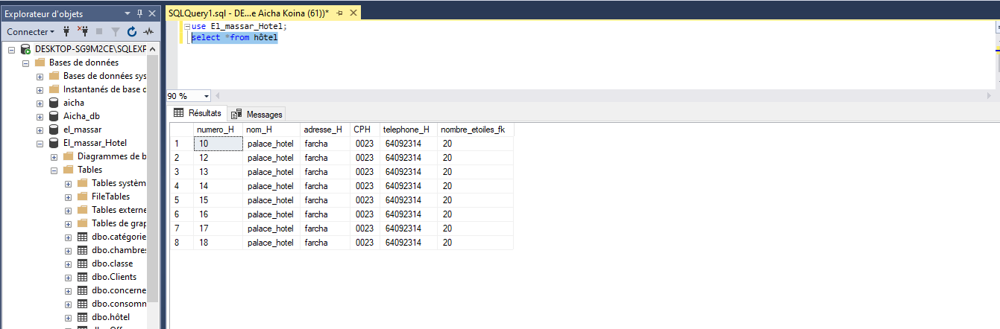 Explorateur d'objets
Connecter
DESKTOP-SG9M2CE\SQLEXP
Bases de données
Bases de données sys
Instantanés de base d
aicha
Aicha_db
el_massar
El_massar_Hotel
Diagrammes de b
Tables
Tables systèm
FileTables
Tables externe
Tables de grap
dbo.catégorie
dbo.chambres
dbo.classe
dbo.Clients
dbo.concerne
dbo.consomm
dbo.hôtel
SQLQuery1.sql - DE...e Aicha Koina (61))*
use El_massar_Hotel;
select *from hôtel
90 %
Résultats Messages
numero_H nom_H adresse_H CPH telephone_H nombre_etoiles_fk
1 10 palace_hotel farcha 0023 64092314 20
2 12 palace_hotel farcha 0023 64092314 20
3 13 palace_hotel farcha 0023 64092314 20
4 14 palace_hotel farcha 0023 64092314 20
5 15 palace_hotel farcha 0023 64092314 20
6 16 palace_hotel farcha 0023 64092314 20
7 17 palace_hotel farcha 0023 64092314 20
8 18 palace_hotel farcha 0023 64092314 20